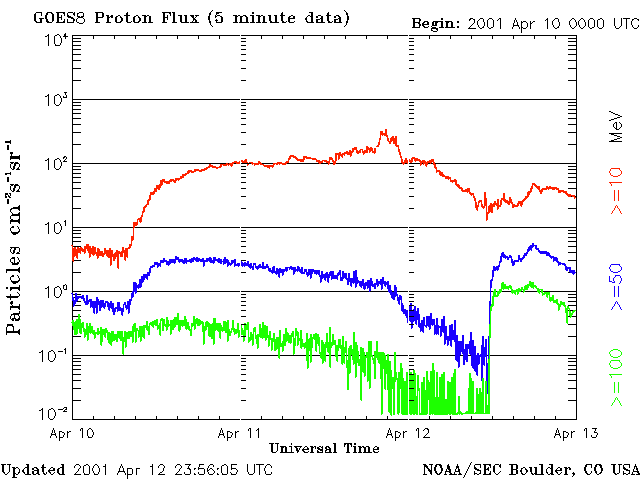 GOES8 Proton Flux (5 minute data)
Begin: 2001 Apr 10 0000 UTC
Particles cm⁻²s⁻¹sr⁻¹
10⁴
10³
10²
10¹
10⁰
10⁻¹
10⁻²
Apr 10
Apr 11
Apr 12
Apr 13
Universal Time
MeV
>=10
>=50
>=100
Updated 2001 Apr 12 23:56:05 UTC
NOAA/SEC Boulder, CO USA